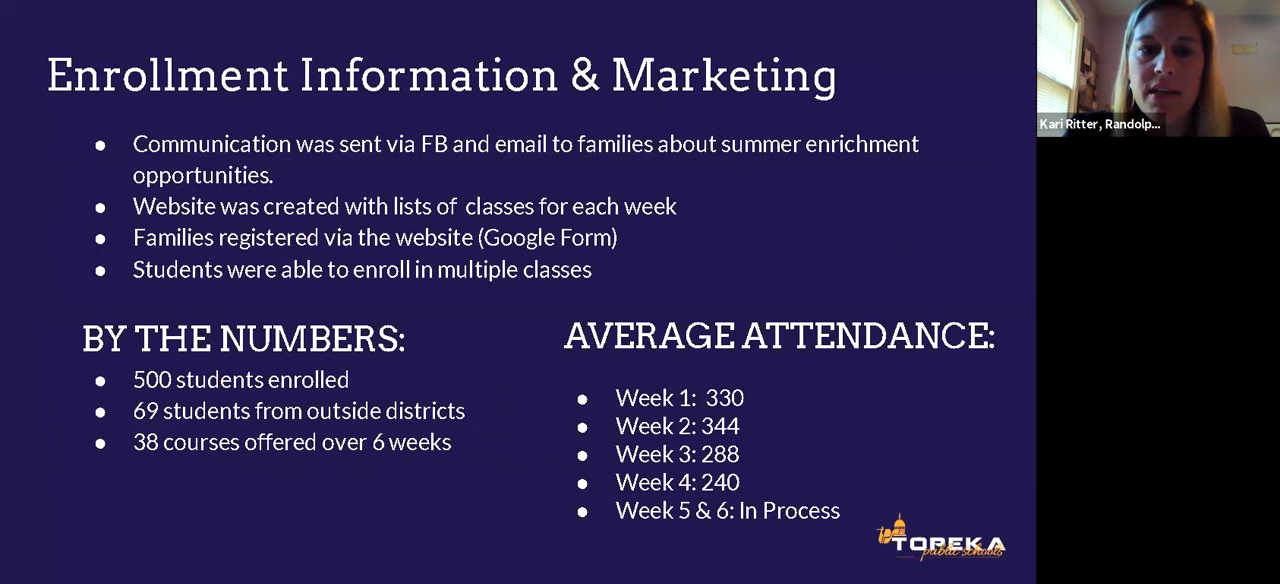 Enrollment Information & Marketing
Kari Ritter, Randolp...
● Communication was sent via FB and email to families about summer enrichment
opportunities.
● Website was created with lists of classes for each week
● Families registered via the website (Google Form)
● Students were able to enroll in multiple classes
BY THE NUMBERS:
● 500 students enrolled
● 69 students from outside districts
● 38 courses offered over 6 weeks
AVERAGE ATTENDANCE:
● Week 1: 330
● Week 2: 344
● Week 3: 288
● Week 4: 240
● Week 5 & 6: In Process
TOPEKA
public schools